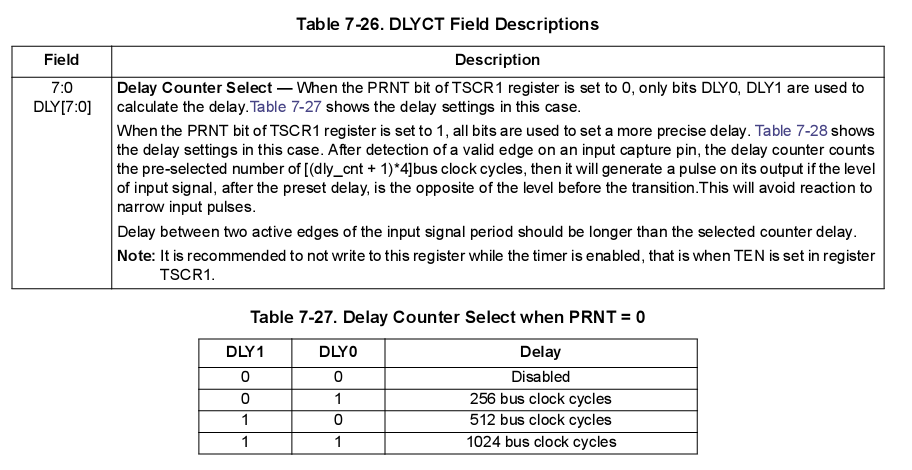 Table 7-26. DLYCT Field Descriptions
Field Description
7:0 Delay Counter Select — When the PRNT bit of TSCR1 register is set to 0, only bits DLY0, DLY1 are used to
DLY[7:0] calculate the delay.Table 7-27 shows the delay settings in this case.
When the PRNT bit of TSCR1 register is set to 1, all bits are used to set a more precise delay. Table 7-28 shows
the delay settings in this case. After detection of a valid edge on an input capture pin, the delay counter counts
the pre-selected number of [(dly_cnt + 1)*4]bus clock cycles, then it will generate a pulse on its output if the level
of input signal, after the preset delay, is the opposite of the level before the transition.This will avoid reaction to
narrow input pulses.
Delay between two active edges of the input signal period should be longer than the selected counter delay.
Note: It is recommended to not write to this register while the timer is enabled, that is when TEN is set in register
TSCR1.
Table 7-27. Delay Counter Select when PRNT = 0
DLY1 DLY0 Delay
0 0 Disabled
0 1 256 bus clock cycles
1 0 512 bus clock cycles
1 1 1024 bus clock cycles